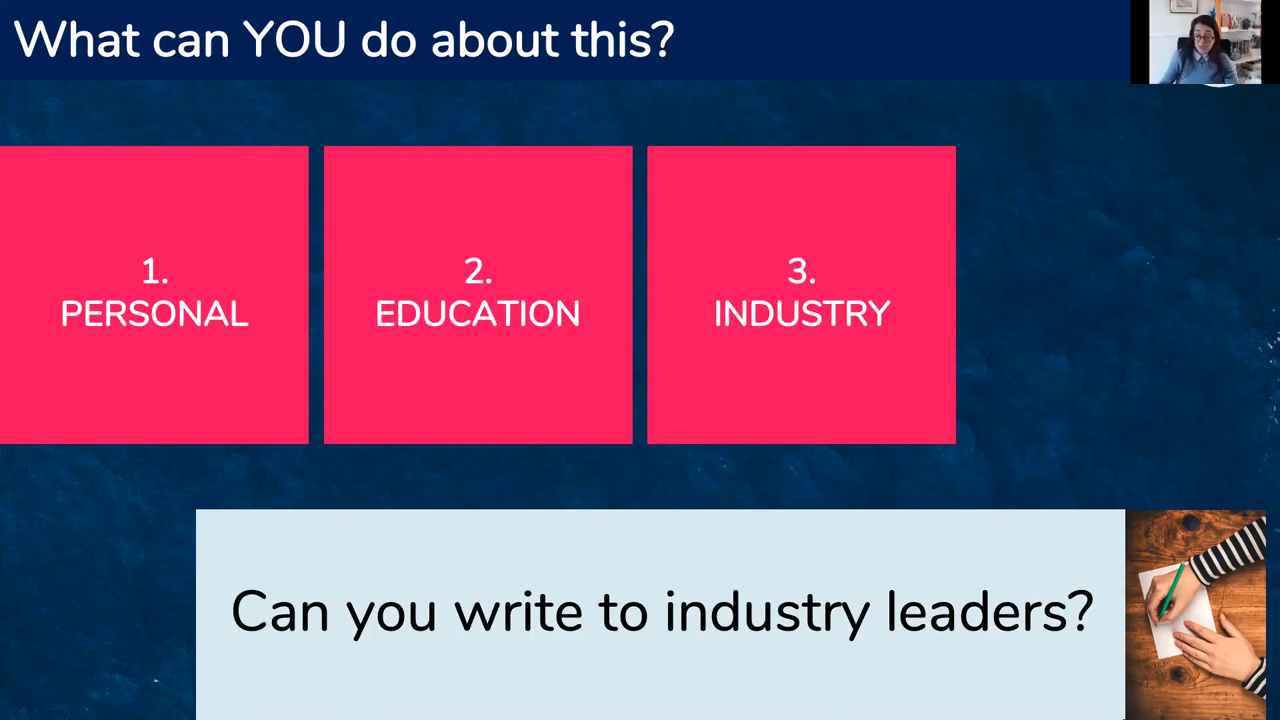 What can YOU do about this?
1.
PERSONAL
2.
EDUCATION
3.
INDUSTRY
Can you write to industry leaders?